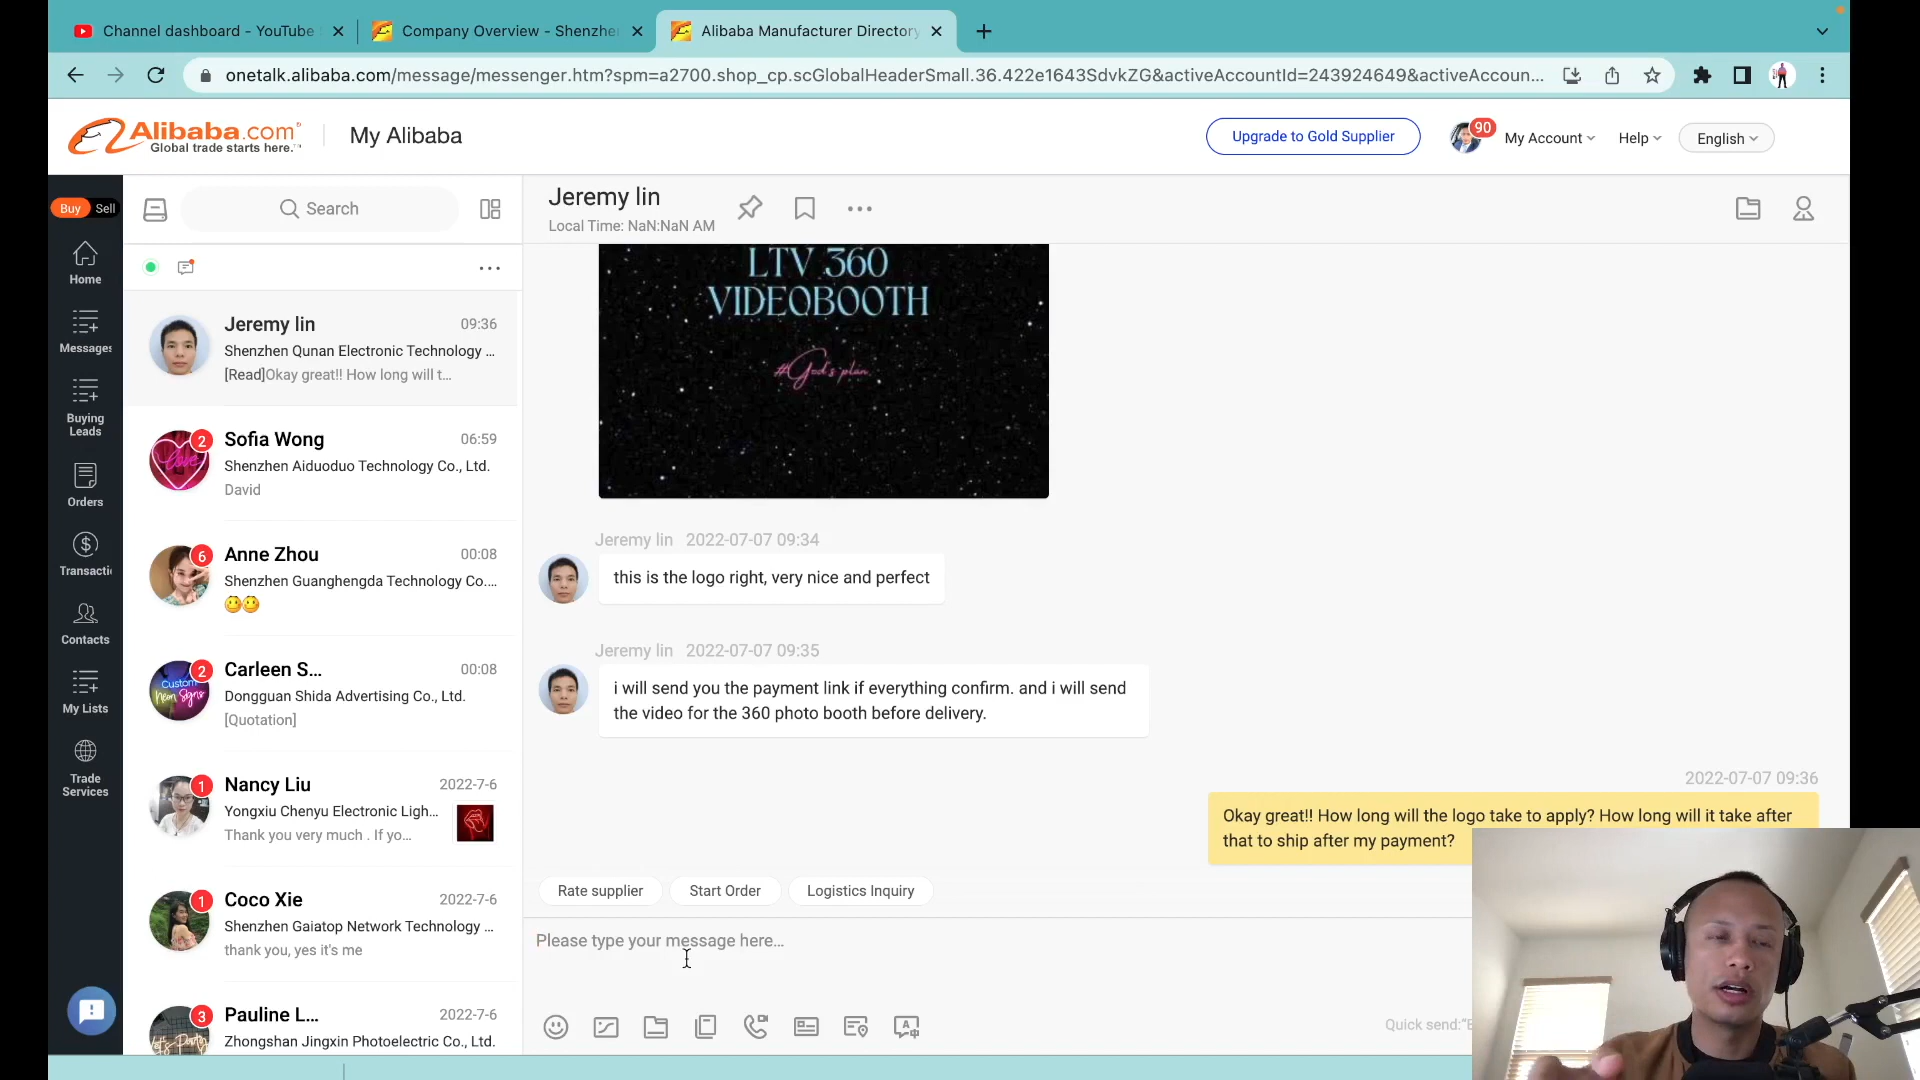 Channel dashboard - YouTube
Company Overview - Shenzhe
Alibaba Manufacturer Directory
onetalk.alibaba.com/message/messenger.htm?spm=a2700.shop_cp.scGlobalHeaderSmall.36.422e1643SdvkZG&activeAccountId=243924649&activeAccoun...
Alibaba.com
Global trade starts here.™
My Alibaba
Upgrade to Gold Supplier
90
My Account
Help
English
Buy
Sell
Home
Messages
Buying
Leads
Orders
Transacti
Contacts
My Lists
Trade
Services
Search
Jeremy lin
09:36
Shenzhen Qunan Electronic Technology ...
[Read]Okay great!! How long will t...
2
Sofia Wong
06:59
Shenzhen Aiduoduo Technology Co., Ltd.
David
6
Anne Zhou
00:08
Shenzhen Guanghengda Technology Co....
2
Custom
Neon Signs
Carleen S...
00:08
Dongguan Shida Advertising Co., Ltd.
[Quotation]
1
Nancy Liu
2022-7-6
Yongxiu Chenyu Electronic Ligh...
Thank you very much . If yo...
1
Coco Xie
2022-7-6
Shenzhen Gaiatop Network Technology ...
thank you, yes it's me
3
Pauline L...
2022-7-6
Zhongshan Jingxin Photoelectric Co., Ltd.
Jeremy lin
Local Time: NaN:NaN AM
LTV 360
VIDEOBOOTH
#God's plan
Jeremy lin 2022-07-07 09:34
this is the logo right, very nice and perfect
Jeremy lin 2022-07-07 09:35
i will send you the payment link if everything confirm. and i will send
the video for the 360 photo booth before delivery.
2022-07-07 09:36
Okay great!! How long will the logo take to apply? How long will it take after
that to ship after my payment?
Rate supplier
Start Order
Logistics Inquiry
Please type your message here...
Quick send:"E